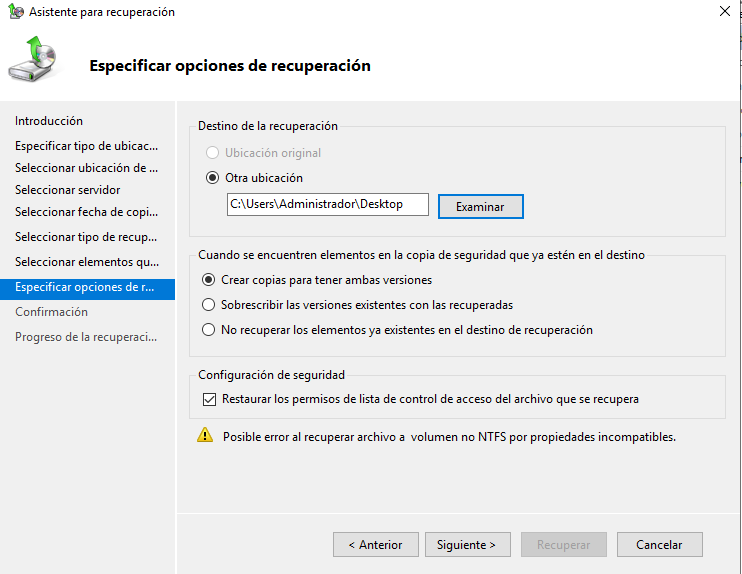 Asistente para recuperación
Especificar opciones de recuperación
Introducción
Especificar tipo de ubicac...
Seleccionar ubicación de ...
Seleccionar servidor
Seleccionar fecha de copi...
Seleccionar tipo de recup...
Seleccionar elementos qu...
Especificar opciones de r...
Confirmación
Progreso de la recuperaci...
Destino de la recuperación
Ubicación original
Otra ubicación
C:\Users\Administrador\Desktop
Examinar
Cuando se encuentren elementos en la copia de seguridad que ya estén en el destino
Crear copias para tener ambas versiones
Sobrescribir las versiones existentes con las recuperadas
No recuperar los elementos ya existentes en el destino de recuperación
Configuración de seguridad
Restaurar los permisos de lista de control de acceso del archivo que se recupera
Posible error al recuperar archivo a volumen no NTFS por propiedades incompatibles.
< Anterior
Siguiente >
Recuperar
Cancelar